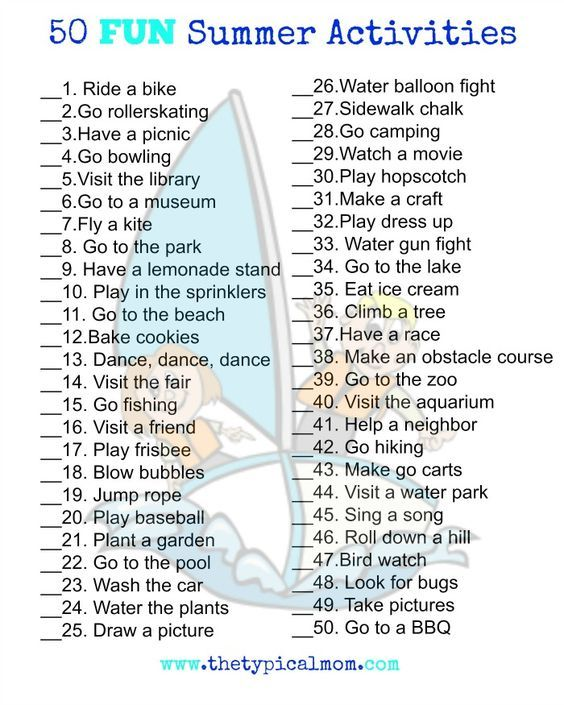 50 FUN Summer Activities
__1. Ride a bike
__2.Go rollerskating
__3.Have a picnic
__4.Go bowling
__5.Visit the library
__6.Go to a museum
__7.Fly a kite
__8. Go to the park
__9. Have a lemonade stand
__10. Play in the sprinklers
__11. Go to the beach
__12.Bake cookies
__13. Dance, dance, dance
__14. Visit the fair
__15. Go fishing
__16. Visit a friend
__17. Play frisbee
__18. Blow bubbles
__19. Jump rope
__20. Play baseball
__21. Plant a garden
__22. Go to the pool
__23. Wash the car
__24. Water the plants
__25. Draw a picture
__26.Water balloon fight
__27.Sidewalk chalk
__28.Go camping
__29.Watch a movie
__30.Play hopscotch
__31.Make a craft
__32.Play dress up
__33. Water gun fight
__34. Go to the lake
__35. Eat ice cream
__36. Climb a tree
__37.Have a race
__38. Make an obstacle course
__39. Go to the zoo
__40. Visit the aquarium
__41. Help a neighbor
__42. Go hiking
__43. Make go carts
__44. Visit a water park
__45. Sing a song
__46. Roll down a hill
__47.Bird watch
__48. Look for bugs
__49. Take pictures
__50. Go to a BBQ
www.thetypicalmom.com